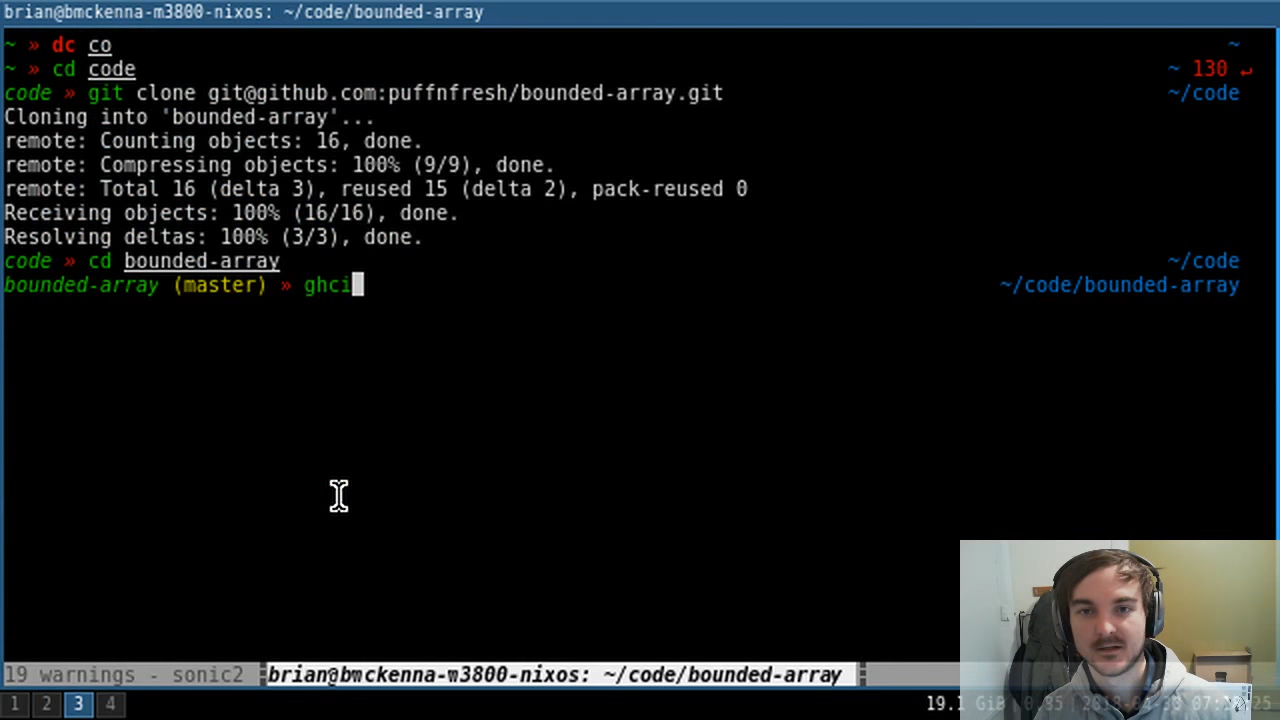 brian@bmckenna-m3800-nixos: ~/code/bounded-array
~ » dc co ~
~ » cd code ~ 130 ↵
code » git clone git@github.com:puffnfresh/bounded-array.git ~/code
Cloning into 'bounded-array'...
remote: Counting objects: 16, done.
remote: Compressing objects: 100% (9/9), done.
remote: Total 16 (delta 3), reused 15 (delta 2), pack-reused 0
Receiving objects: 100% (16/16), done.
Resolving deltas: 100% (3/3), done.
code » cd bounded-array ~/code
bounded-array (master) » ghci ~/code/bounded-array
19 warnings - sonic2 brian@bmckenna-m3800-nixos: ~/code/bounded-array
1 2 3 4 19.1 GiB